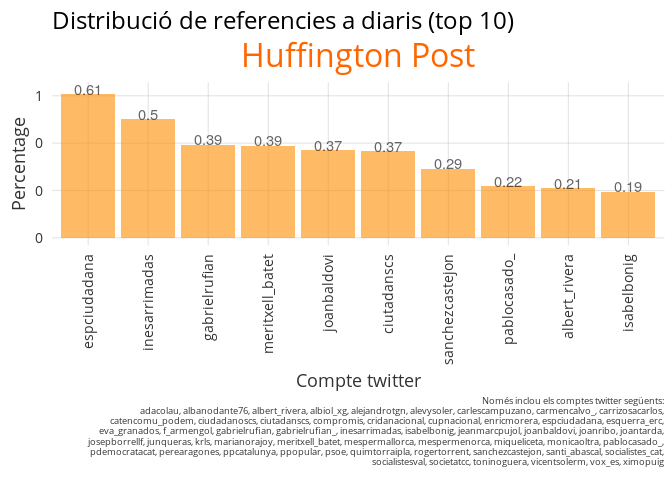 Distribució de referencies a diaris (top 10)
Huffington Post
Percentage
1
0
0
0
0.61
0.5
0.39
0.39
0.37
0.37
0.29
0.22
0.21
0.19
espciudadana
inesarrimadas
gabrielrufian
meritxell_batet
joanbaldovi
ciutadanscs
sanchezcastejon
pablocasado_
albert_rivera
isabelbonig
Compte twitter
Només inclou els comptes twitter següents:
adacolau, albanodante76, albert_rivera, albiol_xg, alejandrotgn, alevysoler, carlescampuzano, carmencalvo_, carrizosacarlos,
catencomu_podem, ciudadanoscs, ciutadanscs, compromis, cridanacional, cupnacional, enricmorera, espciudadana, esquerra_erc,
eva_granados, f_armengol, gabrielrufian, gabrielrufian_, inesarrimadas, isabelbonig, jeanmarcpujol, joanbaldovi, joanribo, joantarda,
josepborrellf, junqueras, krls, marianorajoy, meritxell_batet, mespermallorca, mespermenorca, miqueliceta, monicaoltra, pablocasado_,
pdemocratacat, perearagones, ppcatalunya, ppopular, psoe, quimtorraipla, rogertorrent, sanchezcastejon, santi_abascal, socialistes_cat,
socialistesval, societatcc, toninoguera, vicentsolerm, vox_es, ximopuig